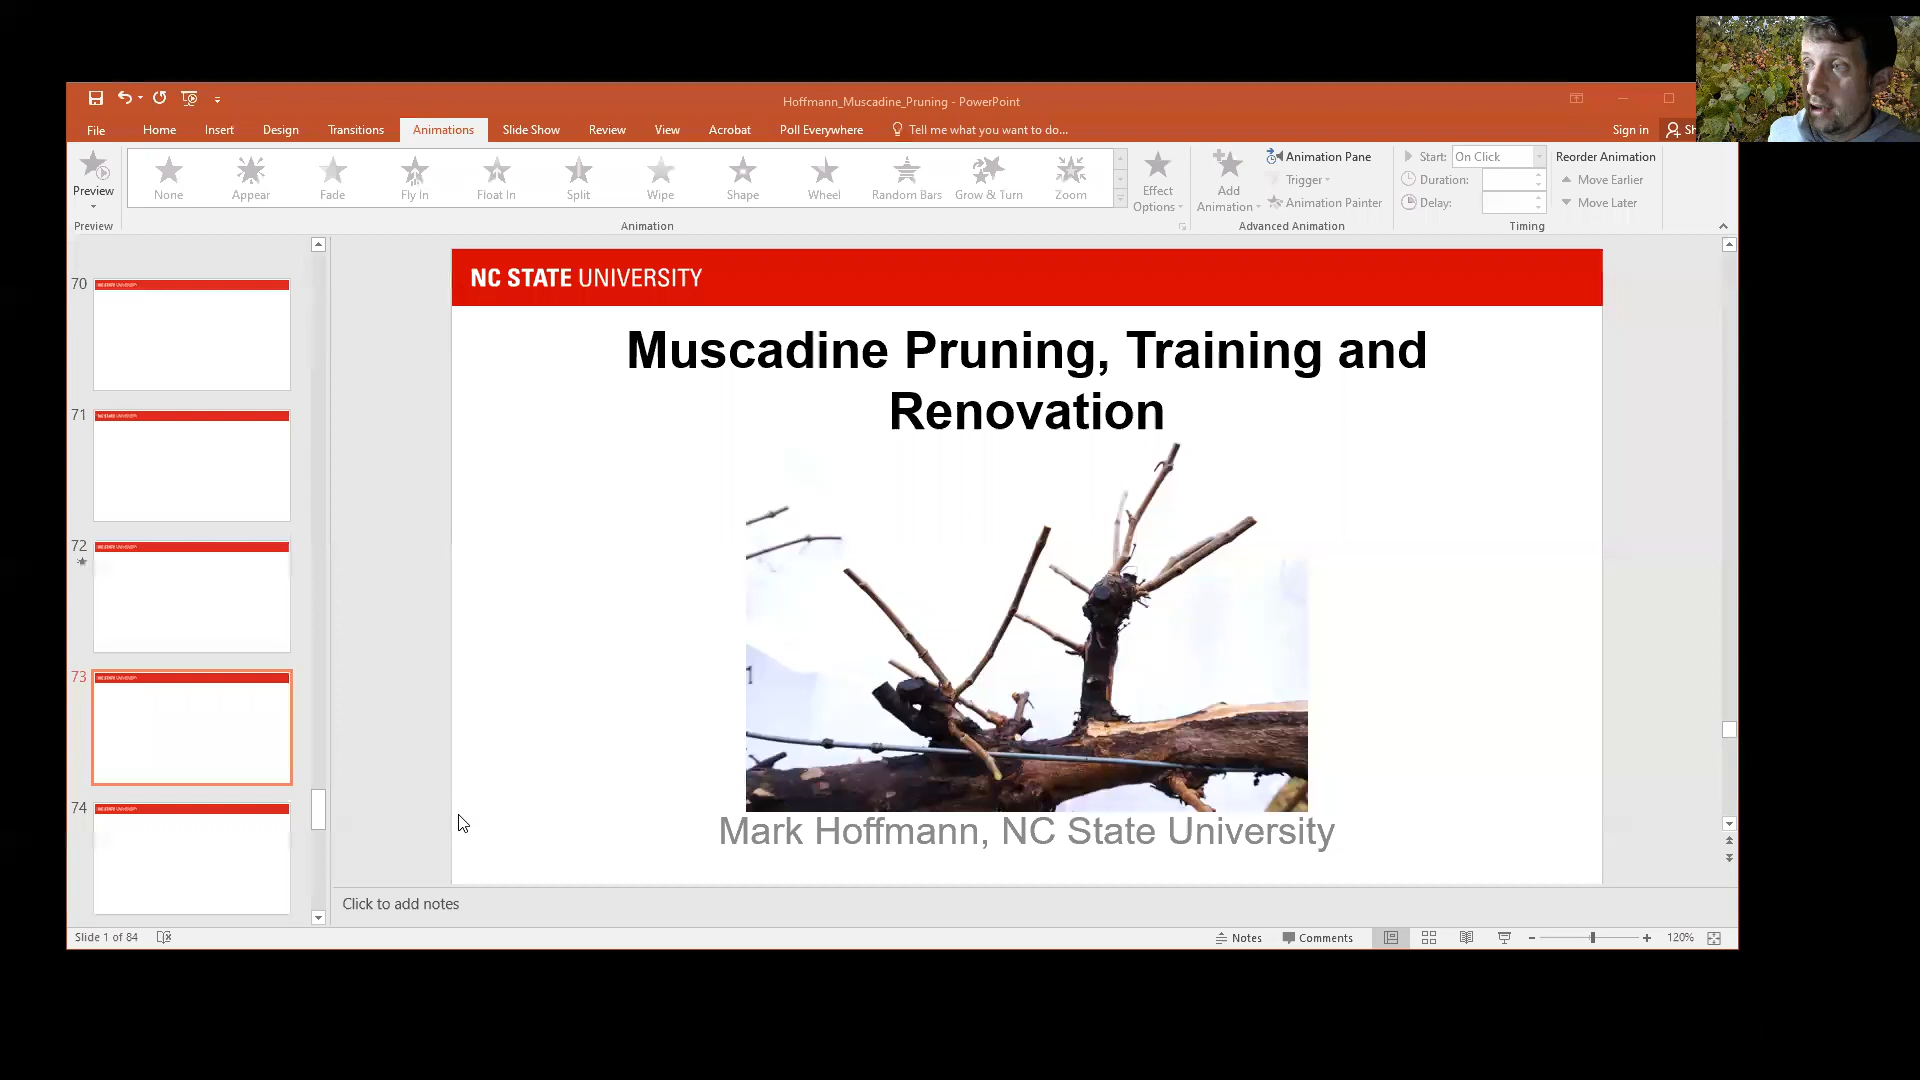 Hoffmann_Muscadine_Pruning - PowerPoint
File Home Insert Design Transitions Animations Slide Show Review View Acrobat Poll Everywhere Tell me what you want to do... Sign in Sh
Preview
None Appear Fade Fly In Float In Split Wipe Shape Wheel Random Bars Grow & Turn Zoom
Effect Options
Add Animation
Animation Pane
Trigger
Animation Painter
Start: On Click
Duration:
Delay:
Reorder Animation
Move Earlier
Move Later
Preview Animation Advanced Animation Timing
70
71
72
73
74
NC STATE UNIVERSITY
Muscadine Pruning, Training and
Renovation
Mark Hoffmann, NC State University
Click to add notes
Slide 1 of 84 Notes Comments 120%